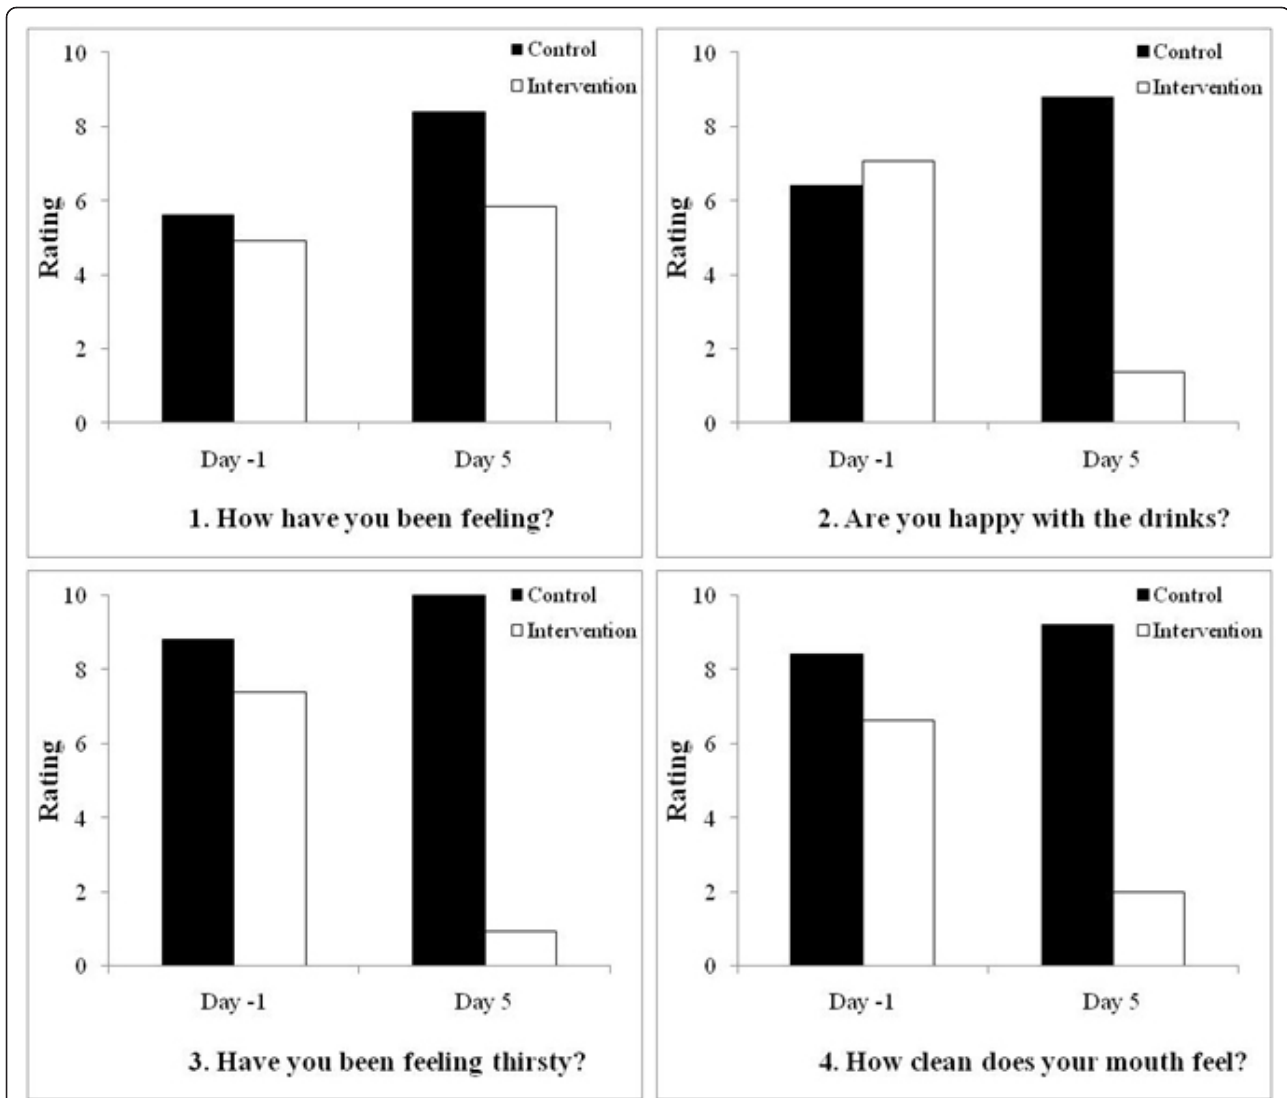 10
8
6
4
2
0
Rating
Control
Intervention
Day -1
Day 5
1. How have you been feeling?
10
8
6
4
2
0
Rating
Control
Intervention
Day -1
Day 5
2. Are you happy with the drinks?
10
8
6
4
2
0
Rating
Control
Intervention
Day -1
Day 5
3. Have you been feeling thirsty?
10
8
6
4
2
0
Rating
Control
Intervention
Day -1
Day 5
4. How clean does your mouth feel?